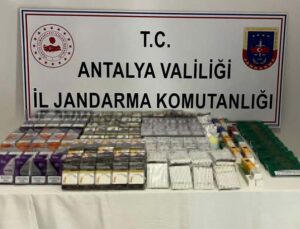 T.C.
ANTALYA VALİLİĞİ
İL JANDARMA KOMUTANLIĞI